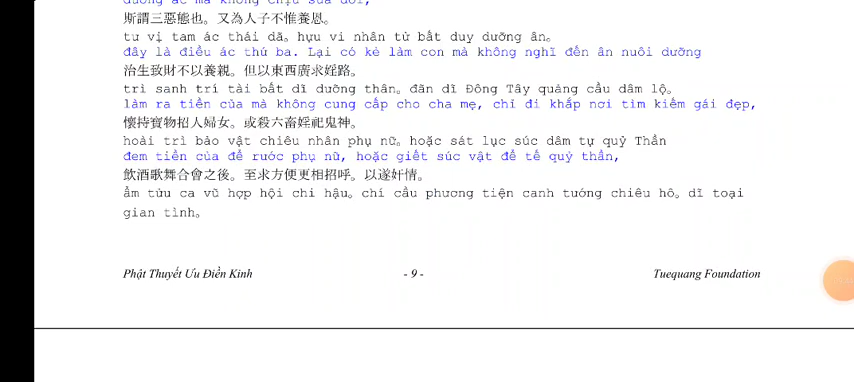 dưỡng ác mà không chịu sửa đổi,
斯謂三惡態也。又為人子不惟養恩。
tư vị tam ác thái dã。hựu vi nhân tử bất duy dưỡng ân。
đây là điều ác thứ ba. Lại có kẻ làm con mà không nghĩ đến ân nuôi dưỡng
治生致財不以養親。但以東西廣求婬路。
trì sanh trí tài bất dĩ dưỡng thân。đãn dĩ Đông Tây quảng cầu dâm lộ。
làm ra tiền của mà không cung cấp cho cha mẹ, chỉ đi khắp nơi tìm kiếm gái đẹp,
懷持寶物招人婦女。或殺六畜婬祀鬼神。
hoài trì bảo vật chiêu nhân phụ nữ。hoặc sát lục súc dâm tự quỷ Thần
đem tiền của để rước phụ nữ, hoặc giết súc vật để tế quỷ thần,
飲酒歌舞合會之後。至求方便更相招呼。以遂奸情。
ẩm tửu ca vũ hợp hội chi hậu。chí cầu phương tiện canh tướng chiêu hô。dĩ toại
gian tình。
Phật Thuyết Ưu Điền Kinh - 9 - Tuequang Foundation